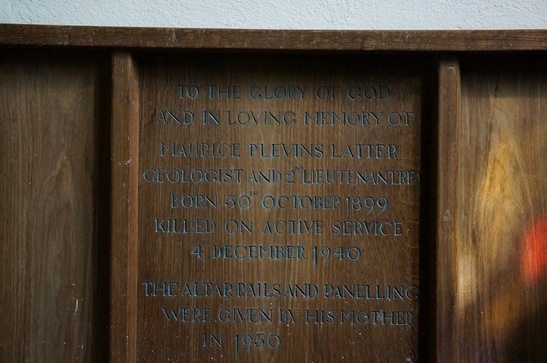 TO THE GLORY OF GOD
AND IN LOVING MEMORY OF
MAURICE PLEVINS LATTER
GEOLOGIST AND 2ND LIEUTENANT R.E.
BORN 30TH OCTOBER 1899
KILLED ON ACTIVE SERVICE
4 DECEMBER 1940
THE ALTAR RAILS AND PANELLING
WERE GIVEN BY HIS MOTHER
IN 1950